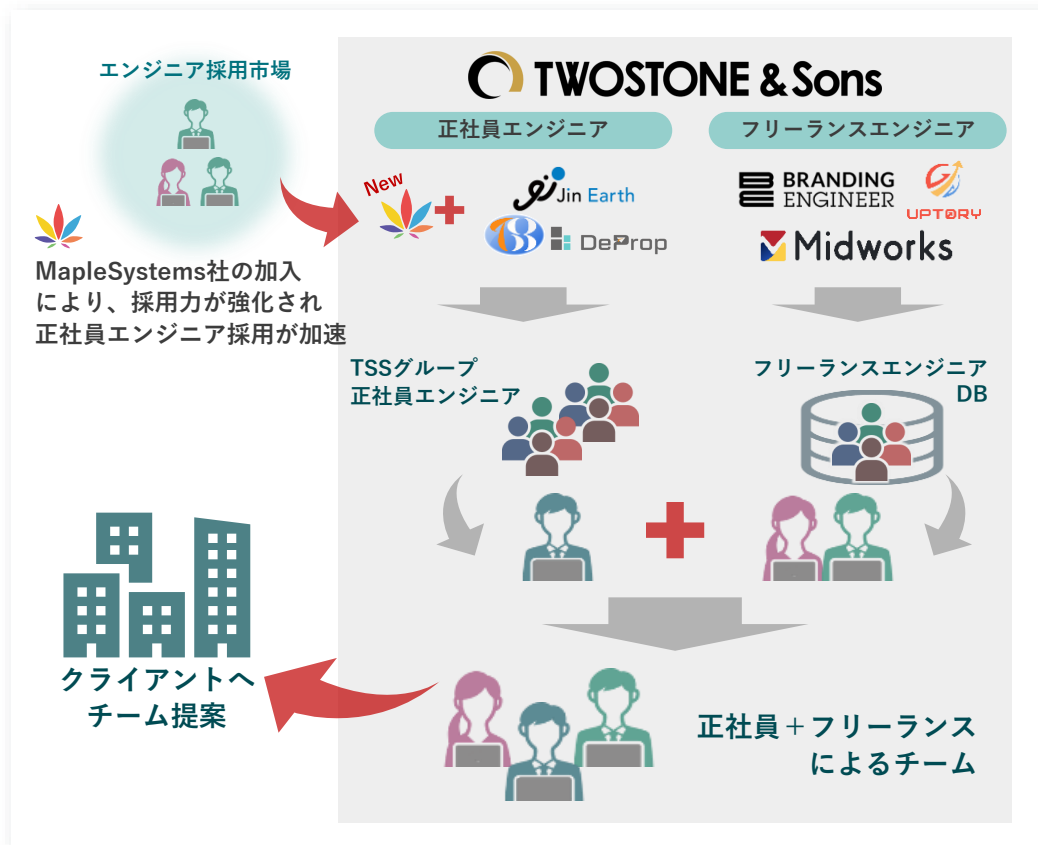 エンジニア採用市場
TWOSTONE & Sons
正社員エンジニア
フリーランスエンジニア
New
Jin Earth
DeProp
BRANDING
ENGINEER
UPTORY
Midworks
MapleSystems社の加入
により、採用力が強化され
正社員エンジニア採用が加速
TSSグループ
正社員エンジニア
フリーランスエンジニア
DB
クライアントへ
チーム提案
正社員+フリーランス
によるチーム